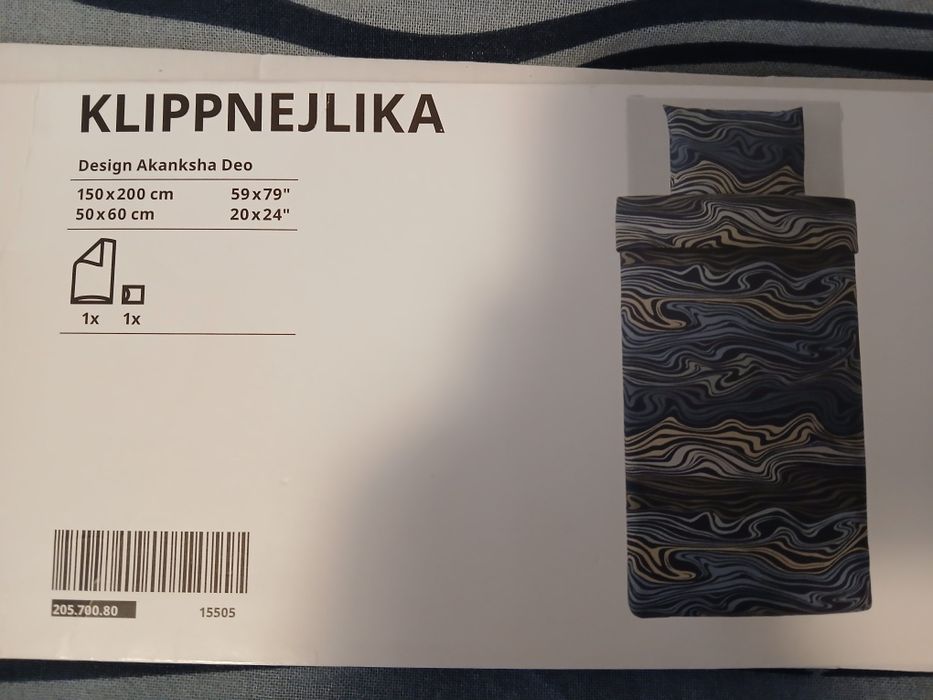 KLIPPNEJLIKA
Design Akanksha Deo
150x200 cm 59x79"
50x60 cm 20x24"
1x 1x
205.700.80 15505